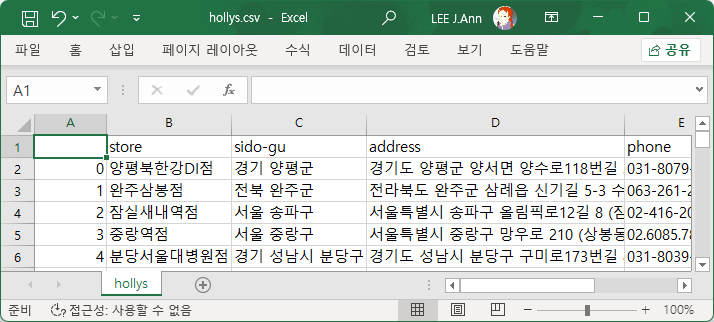 hollys.csv - Excel LEE J.Ann
파일 홈 삽입 페이지 레이아웃 수식 데이터 검토 보기 도움말 공유
A1 fx
A B C D E
1 store sido-gu address phone
2 0 양평북한강DI점 경기 양평군 경기도 양평군 양서면 양수로118번길 031-8079-
3 1 완주삼봉점 전북 완주군 전라북도 완주군 삼례읍 신기길 5-3 수 063-261-2
4 2 잠실새내역점 서울 송파구 서울특별시 송파구 올림픽로12길 8 (잠 02-416-20
5 3 중랑역점 서울 중랑구 서울특별시 중랑구 망우로 210 (상봉동 02.6085.78
6 4 분당서울대병원점 경기 성남시 분당구 경기도 성남시 분당구 구미로173번길 031-8039-
hollys
준비 접근성: 사용할 수 없음 100%